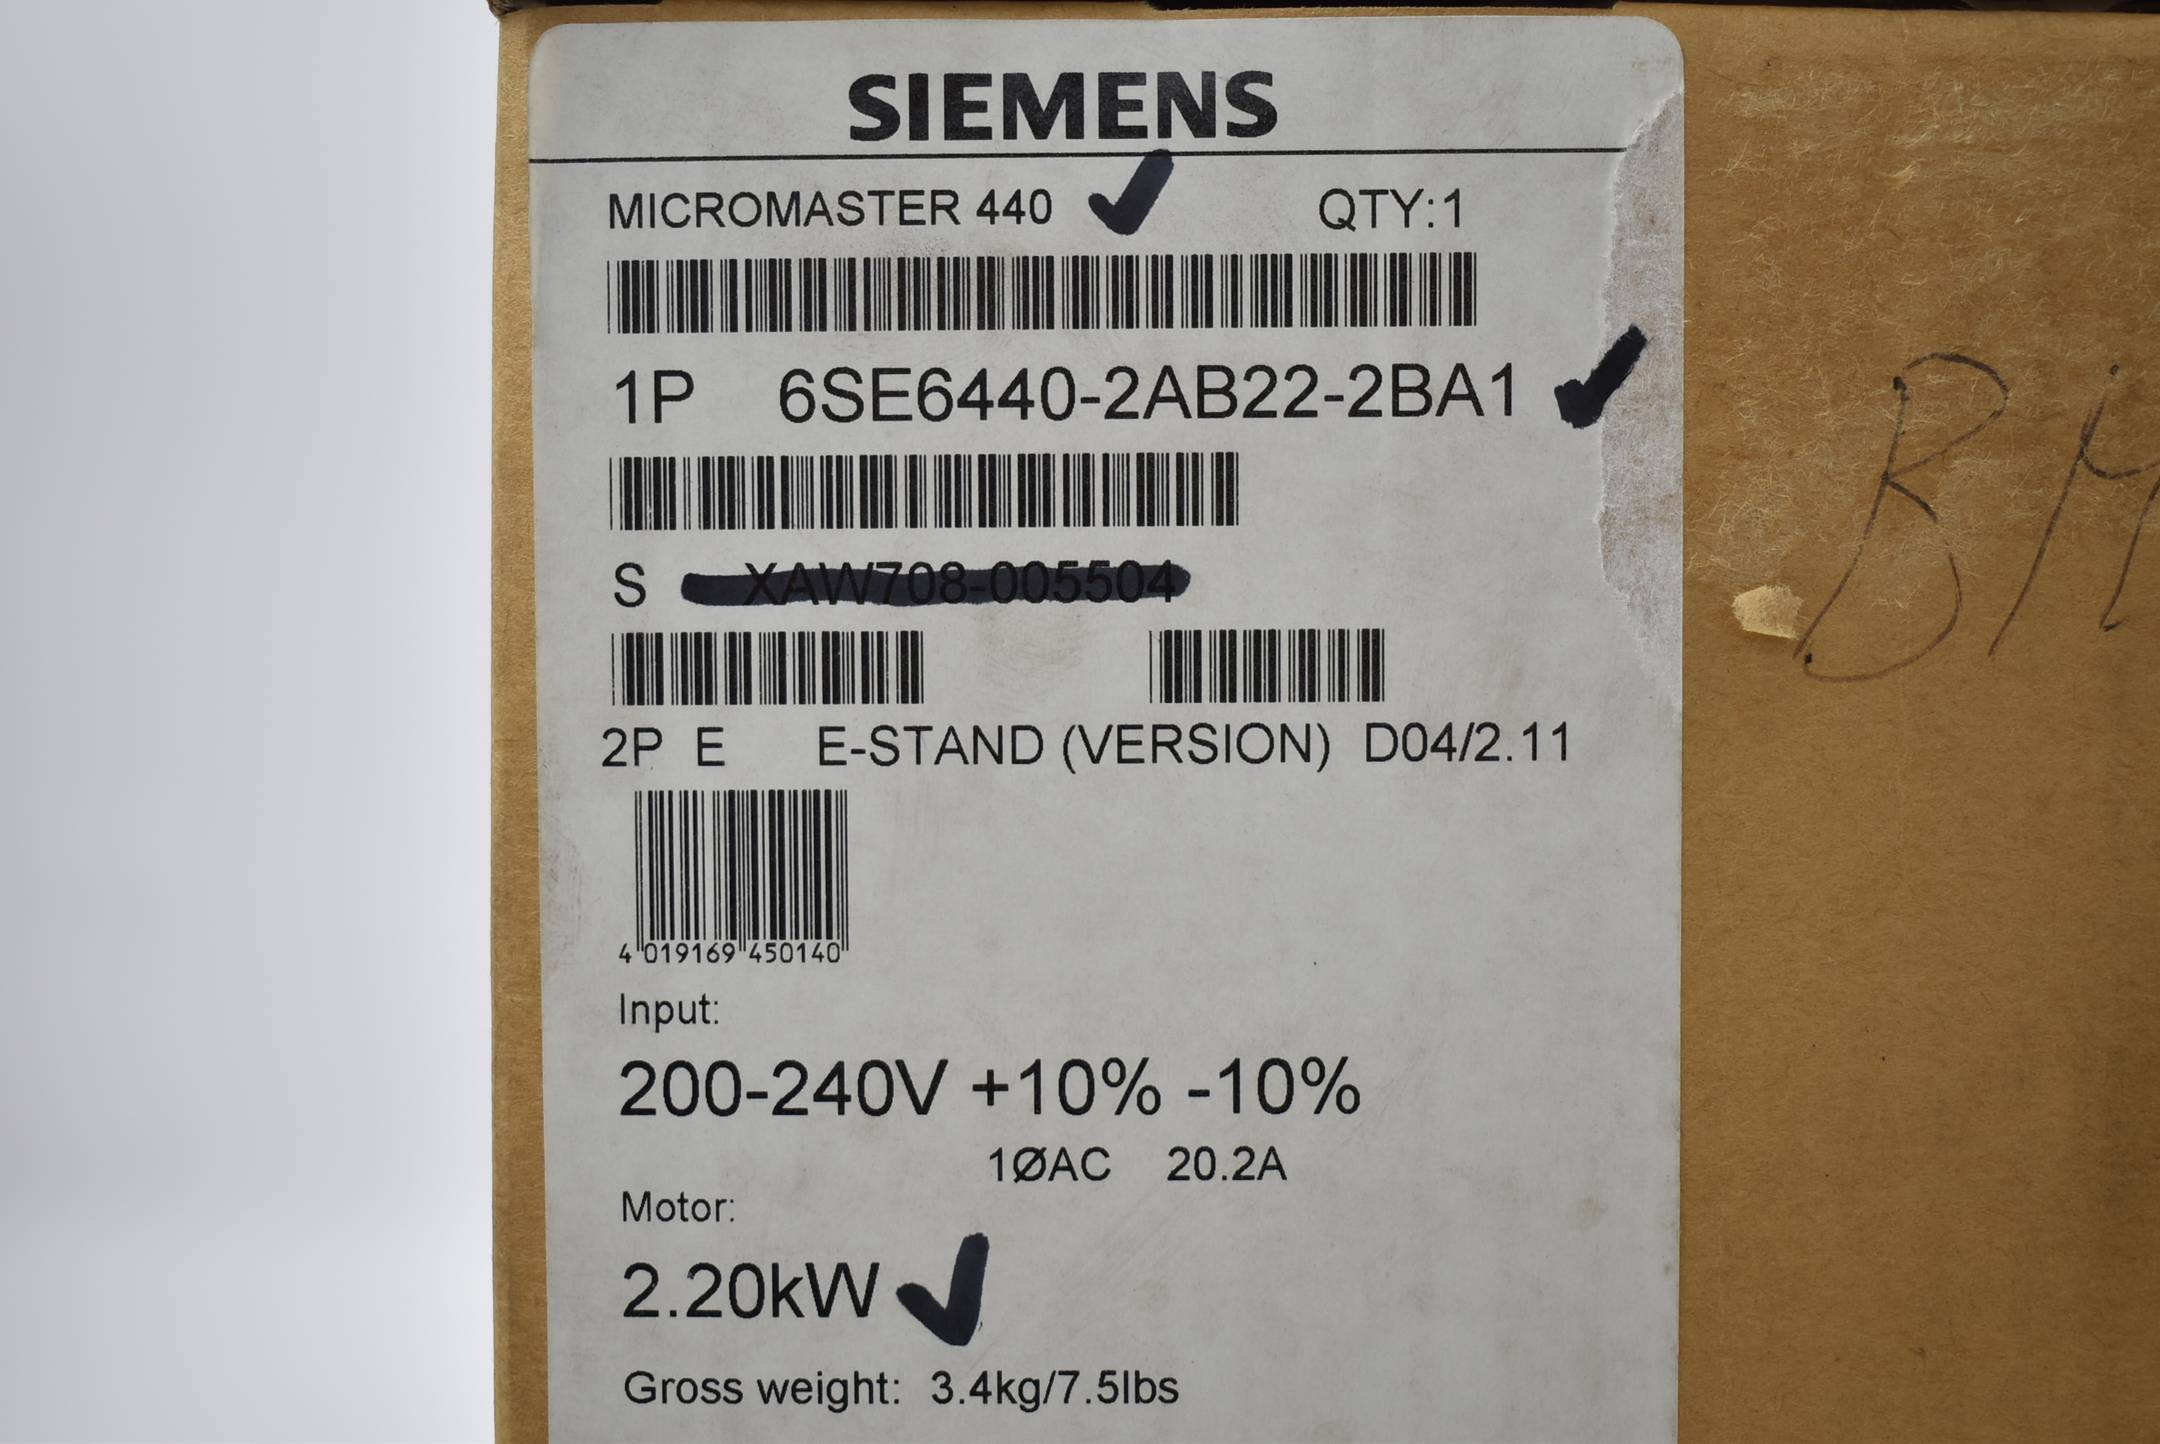 SIEMENS
MICROMASTER 440 QTY:1
1P 6SE6440-2AB22-2BA1
S XAW708-005504
2P E E-STAND (VERSION) D04/2.11
4 019169 450140
Input:
200-240V +10% -10%
1ØAC 20.2A
Motor:
2.20kW
Gross weight: 3.4kg/7.5lbs